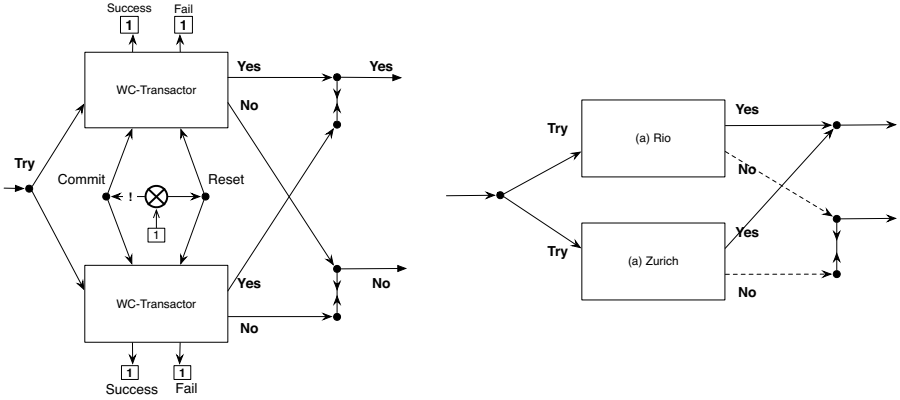 Success Fail
1 1
WC-Transactor
Yes Yes
No
Try
Commit ! Reset
1
WC-Transactor
Yes
No
No
1 1
Success Fail
Try
(a) Rio
Yes
No
Try
(a) Zurich
Yes
No